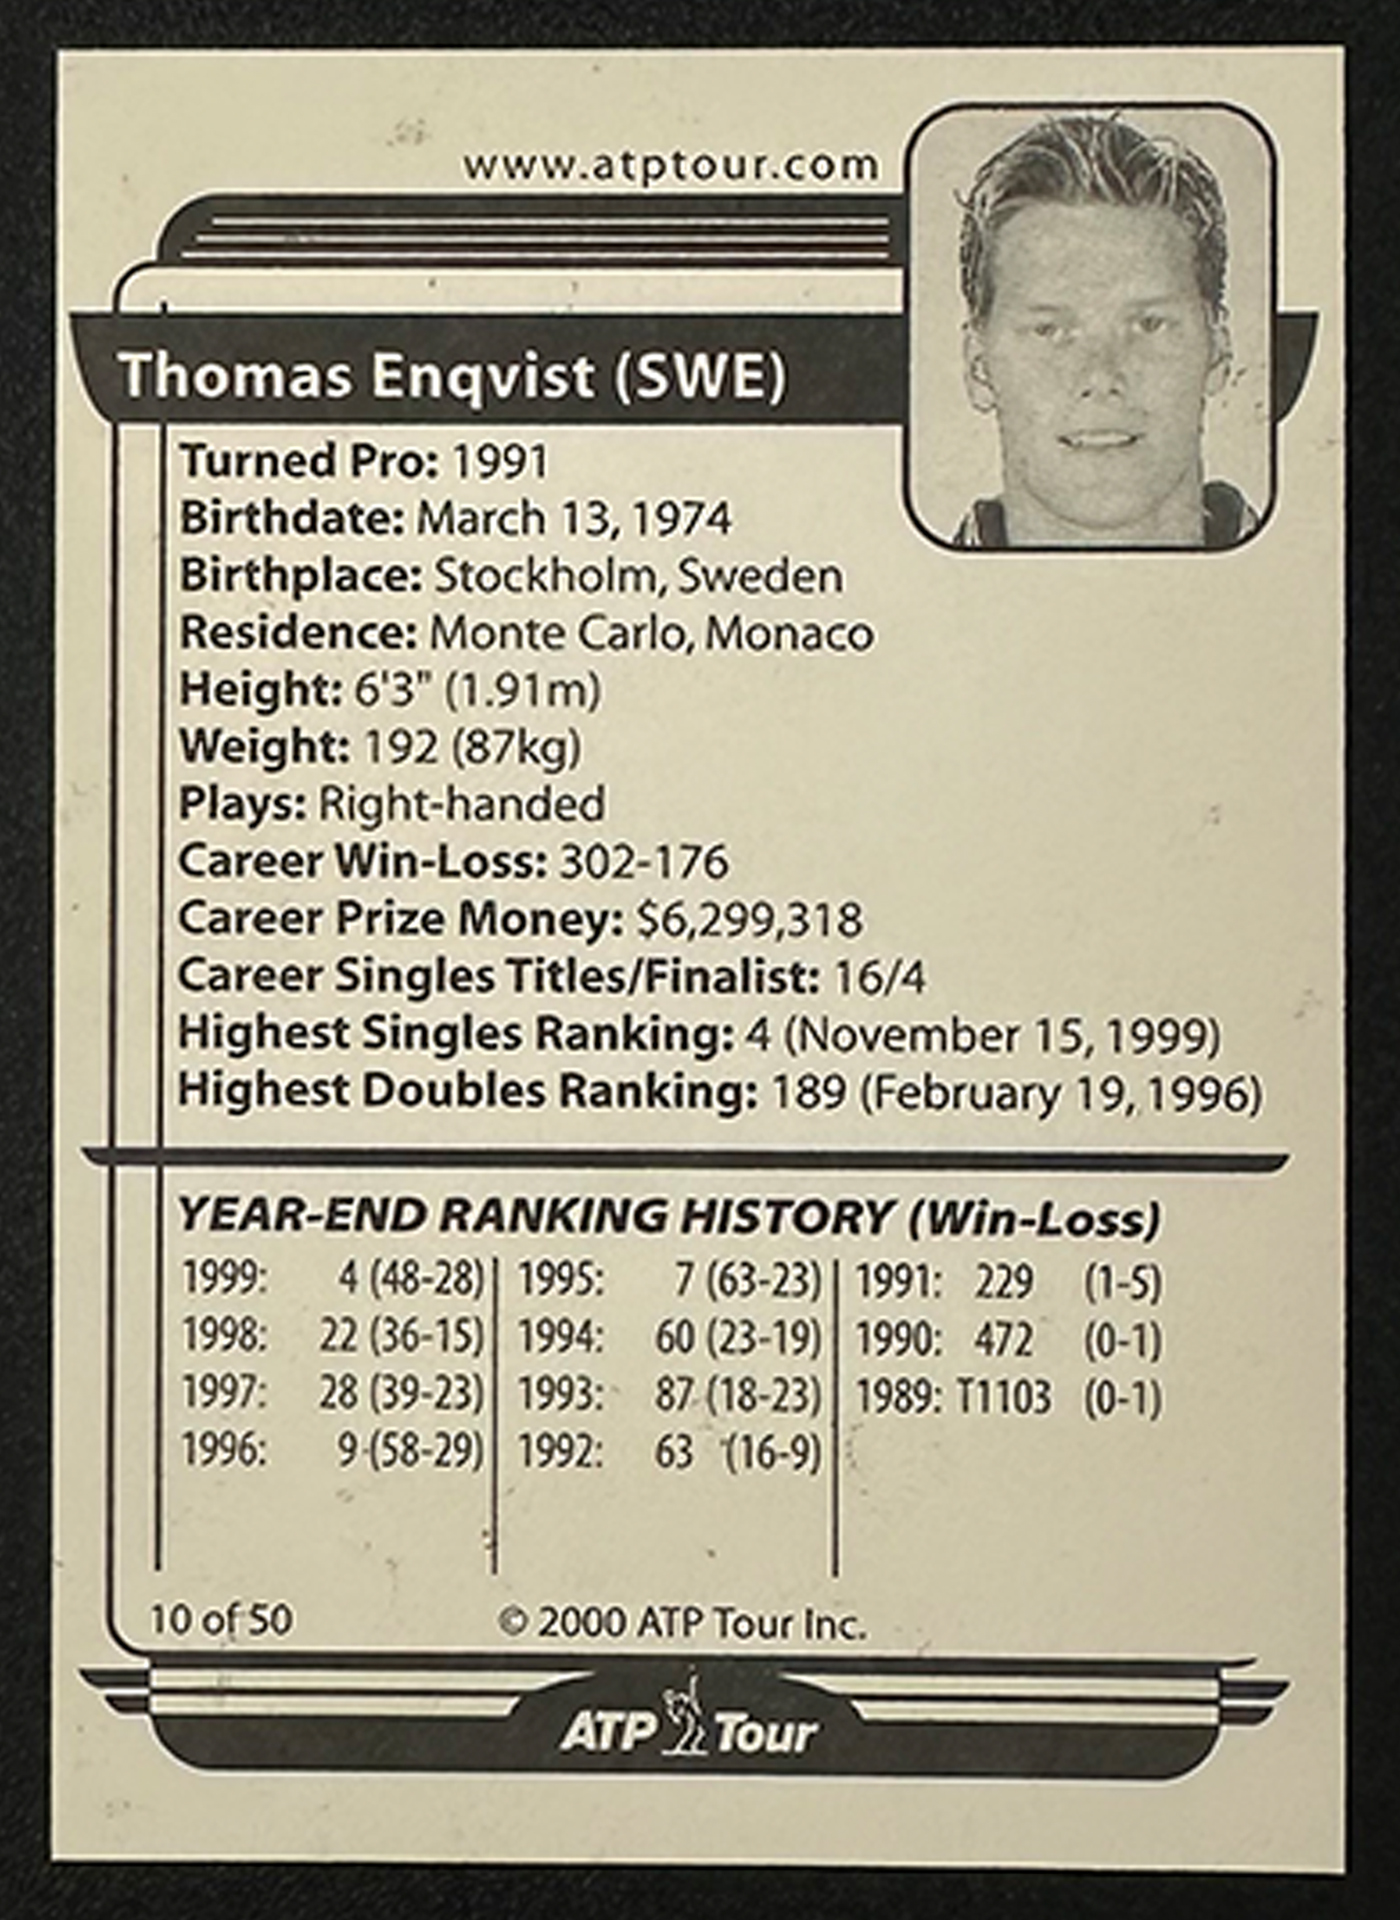 www.atptour.com
Thomas Enqvist (SWE)
Turned Pro: 1991
Birthdate: March 13, 1974
Birthplace: Stockholm, Sweden
Residence: Monte Carlo, Monaco
Height: 6'3" (1.91m)
Weight: 192 (87kg)
Plays: Right-handed
Career Win-Loss: 302-176
Career Prize Money: $6,299,318
Career Singles Titles/Finalist: 16/4
Highest Singles Ranking: 4 (November 15, 1999)
Highest Doubles Ranking: 189 (February 19, 1996)
YEAR-END RANKING HISTORY (Win-Loss)
1999: 4 (48-28) 1995: 7 (63-23) 1991: 229 (1-5)
1998: 22 (36-15) 1994: 60 (23-19) 1990: 472 (0-1)
1997: 28 (39-23) 1993: 87 (18-23) 1989: T1103 (0-1)
1996: 9 (58-29) 1992: 63 (16-9)
10 of 50 © 2000 ATP Tour Inc.
ATP Tour